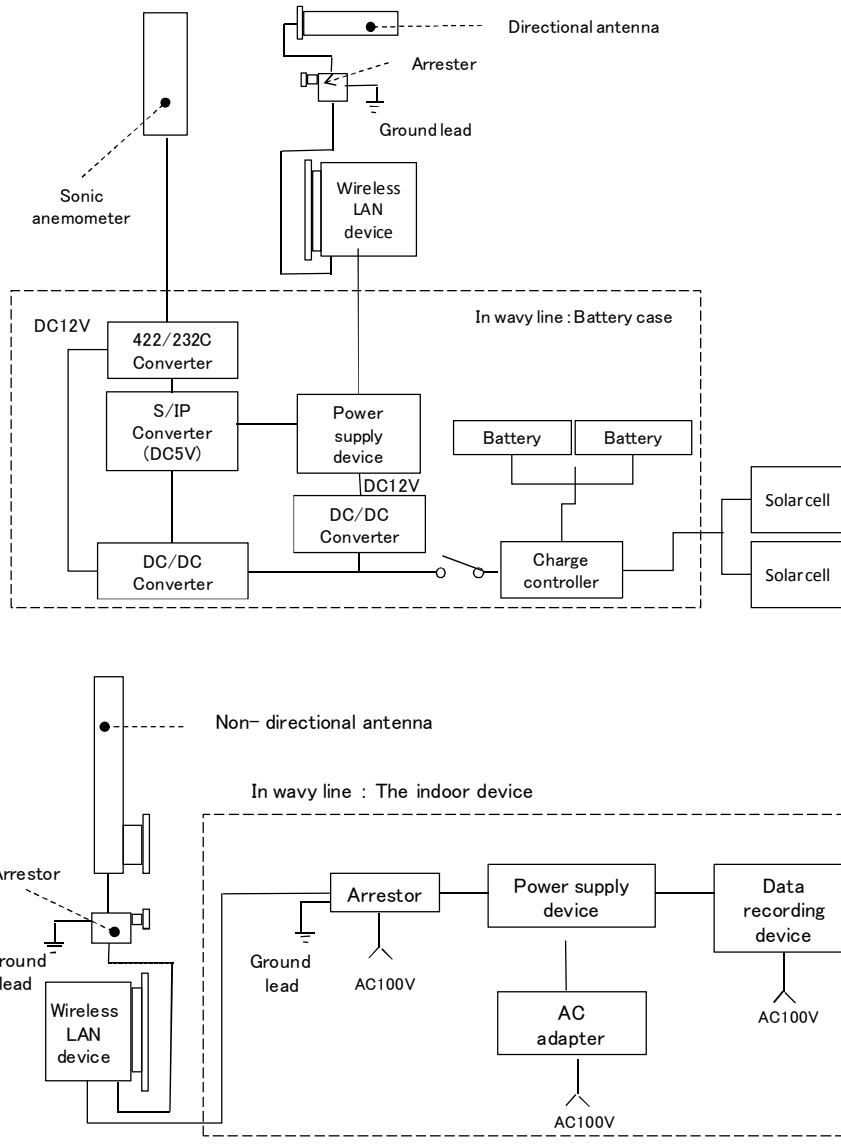 Directional antenna
Arrester
Ground lead
Sonic
anemometer
Wireless
LAN
device
In wavy line : Battery case
DC12V
422/232C
Converter
S/IP
Converter
(DC5V)
Power
supply
device
Battery
Battery
DC12V
DC/DC
Converter
Solar cell
DC/DC
Converter
Charge
controller
Solar cell
Non- directional antenna
In wavy line : The indoor device
Arrestor
Ground
lead
Wireless
LAN
device
Arrestor
Ground
lead
AC100V
Power supply
device
AC
adapter
AC100V
Data
recording
device
AC100V